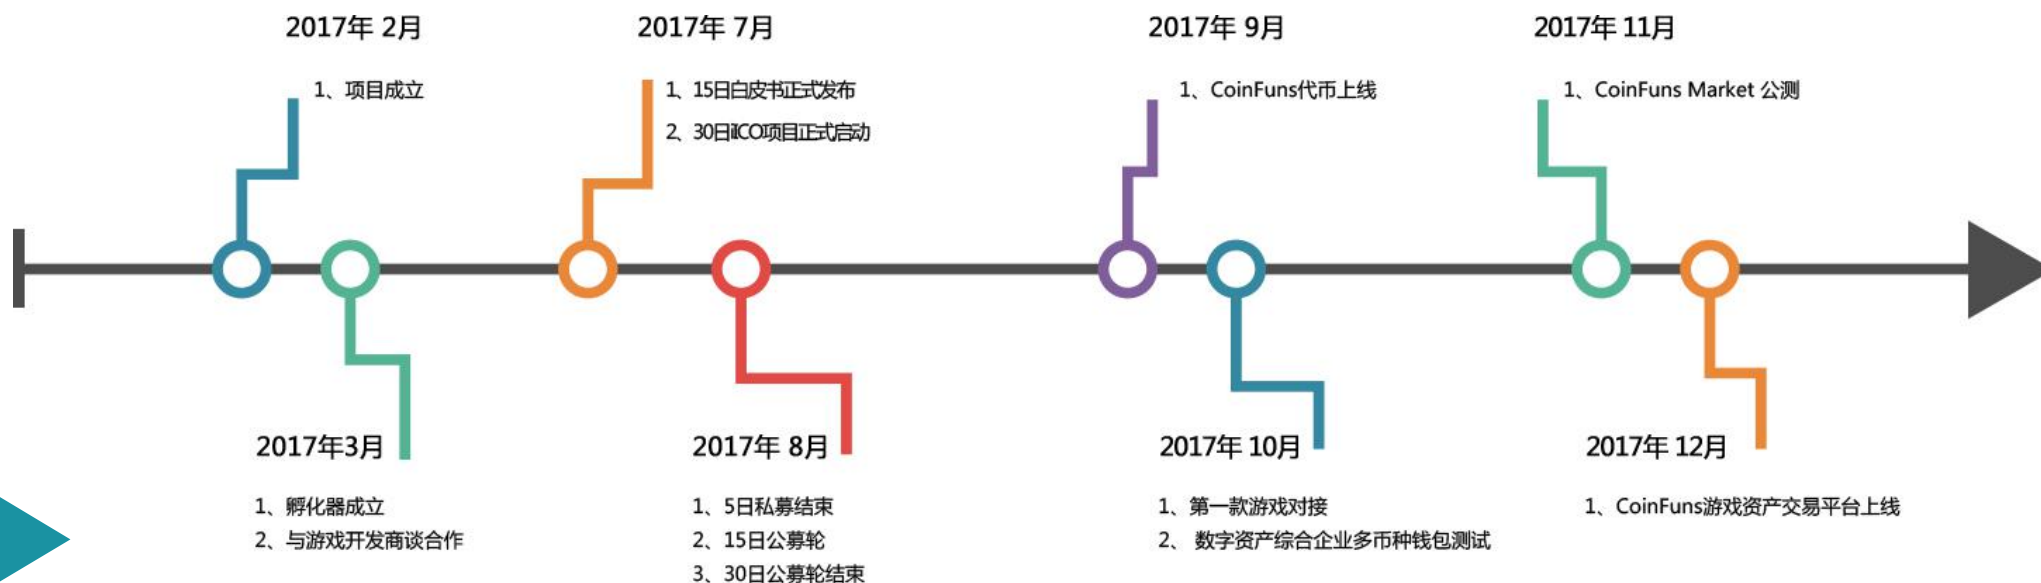 2017年 2月
1、项目成立
2017年 7月
1、15日白皮书正式发布
2、30日iICO项目正式启动
2017年 9月
1、CoinFuns代币上线
2017年 11月
1、CoinFuns Market 公测
2017年3月
1、孵化器成立
2、与游戏开发商谈合作
2017年 8月
1、5日私募结束
2、15日公募轮
3、30日公募轮结束
2017年 10月
1、第一款游戏对接
2、 数字资产综合企业多币种钱包测试
2017年 12月
1、CoinFuns游戏资产交易平台上线